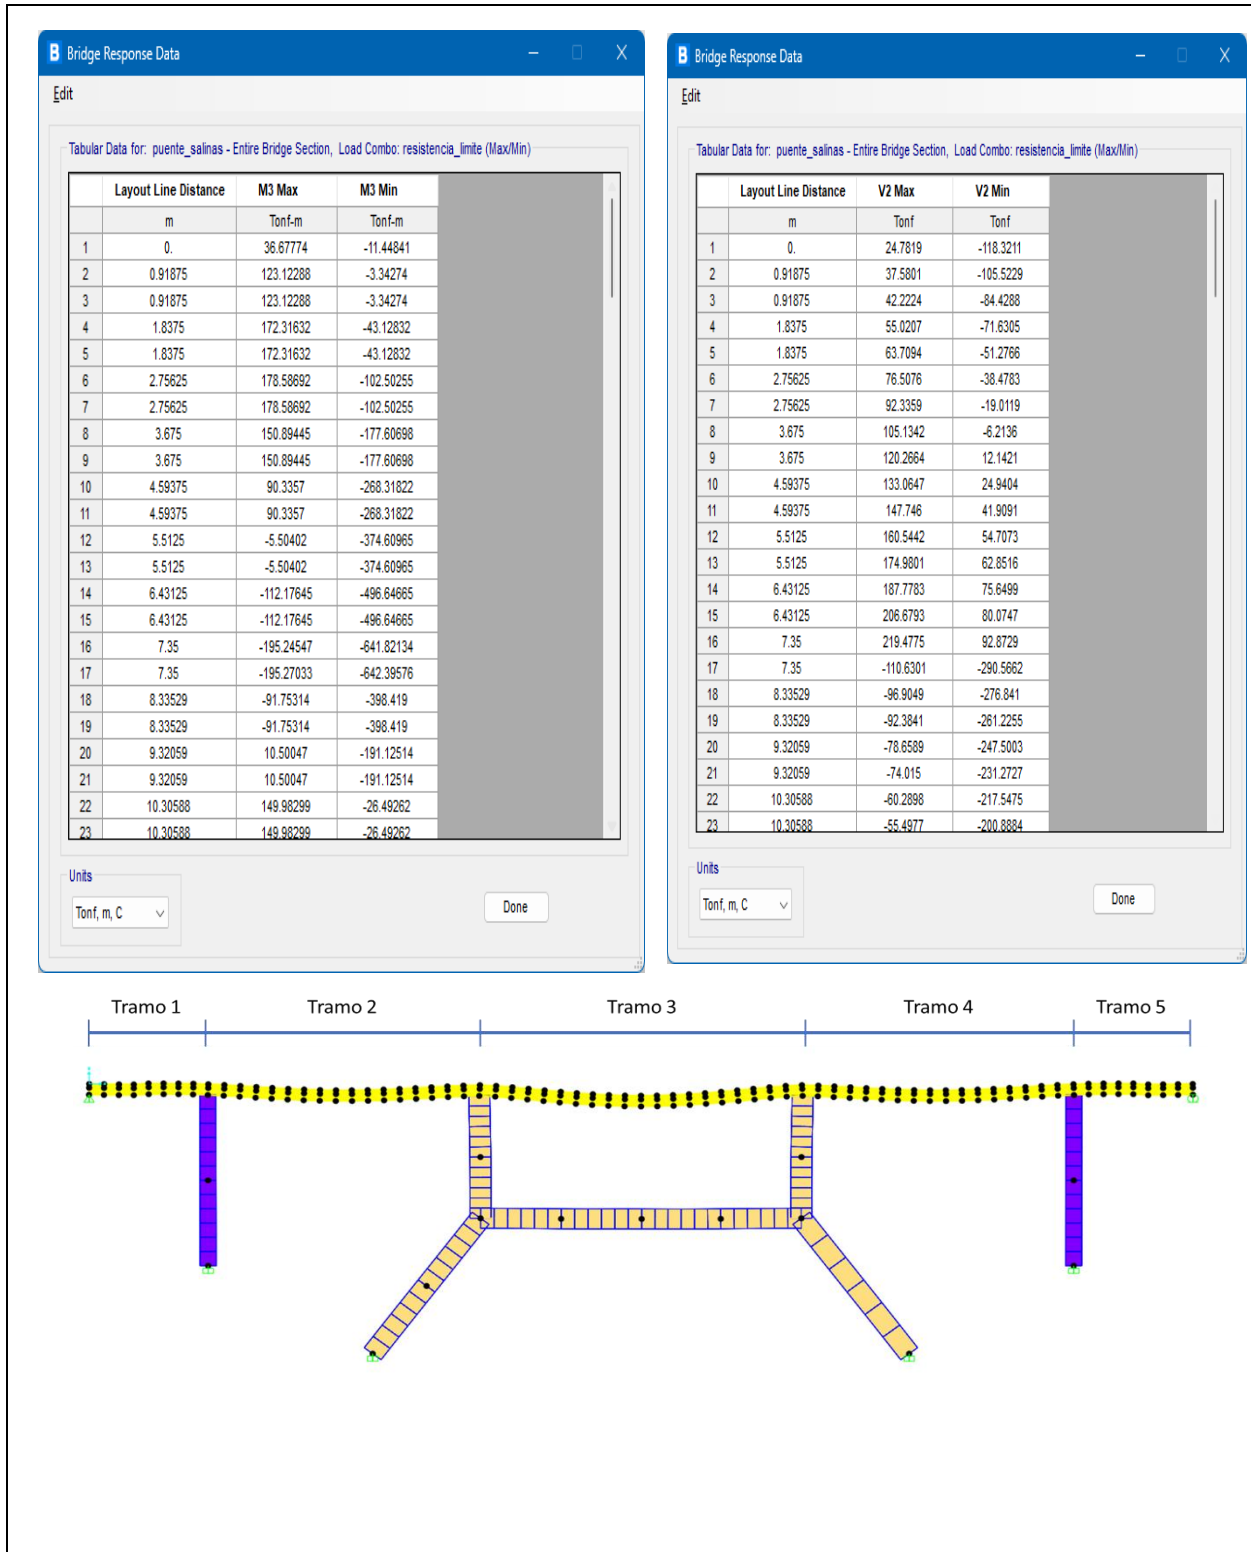 B Bridge Response Data
Edit
Tabular Data for: puente_salinas - Entire Bridge Section, Load Combo: resistencia_limite (Max/Min)
Layout Line Distance M3 Max M3 Min
m Tonf-m Tonf-m
1 0. 36.67774 -11.44841
2 0.91875 123.12288 -3.34274
3 0.91875 123.12288 -3.34274
4 1.8375 172.31632 -43.12832
5 1.8375 172.31632 -43.12832
6 2.75625 178.58692 -102.50255
7 2.75625 178.58692 -102.50255
8 3.675 150.89445 -177.60698
9 3.675 150.89445 -177.60698
10 4.59375 90.3357 -268.31822
11 4.59375 90.3357 -268.31822
12 5.5125 -5.50402 -374.60965
13 5.5125 -5.50402 -374.60965
14 6.43125 -112.17645 -496.64665
15 6.43125 -112.17645 -496.64665
16 7.35 -195.24547 -641.82134
17 7.35 -195.27033 -642.39576
18 8.33529 -91.75314 -398.419
19 8.33529 -91.75314 -398.419
20 9.32059 10.50047 -191.12514
21 9.32059 10.50047 -191.12514
22 10.30588 149.98299 -26.49262
23 10.30588 149.98299 -26.49262
Units
Tonf, m, C
Done
B Bridge Response Data
Edit
Tabular Data for: puente_salinas - Entire Bridge Section, Load Combo: resistencia_limite (Max/Min)
Layout Line Distance V2 Max V2 Min
m Tonf Tonf
1 0. 24.7819 -118.3211
2 0.91875 37.5801 -105.5229
3 0.91875 42.2224 -84.4288
4 1.8375 55.0207 -71.6305
5 1.8375 63.7094 -51.2766
6 2.75625 76.5076 -38.4783
7 2.75625 92.3359 -19.0119
8 3.675 105.1342 -6.2136
9 3.675 120.2664 12.1421
10 4.59375 133.0647 24.9404
11 4.59375 147.746 41.9091
12 5.5125 160.5442 54.7073
13 5.5125 174.9801 62.8516
14 6.43125 187.7783 75.6499
15 6.43125 206.6793 80.0747
16 7.35 219.4775 92.8729
17 7.35 -110.6301 -290.5662
18 8.33529 -96.9049 -276.841
19 8.33529 -92.3841 -261.2255
20 9.32059 -78.6589 -247.5003
21 9.32059 -74.015 -231.2727
22 10.30588 -60.2898 -217.5475
23 10.30588 -55.4977 -200.8884
Units
Tonf, m, C
Done
Tramo 1 Tramo 2 Tramo 3 Tramo 4 Tramo 5